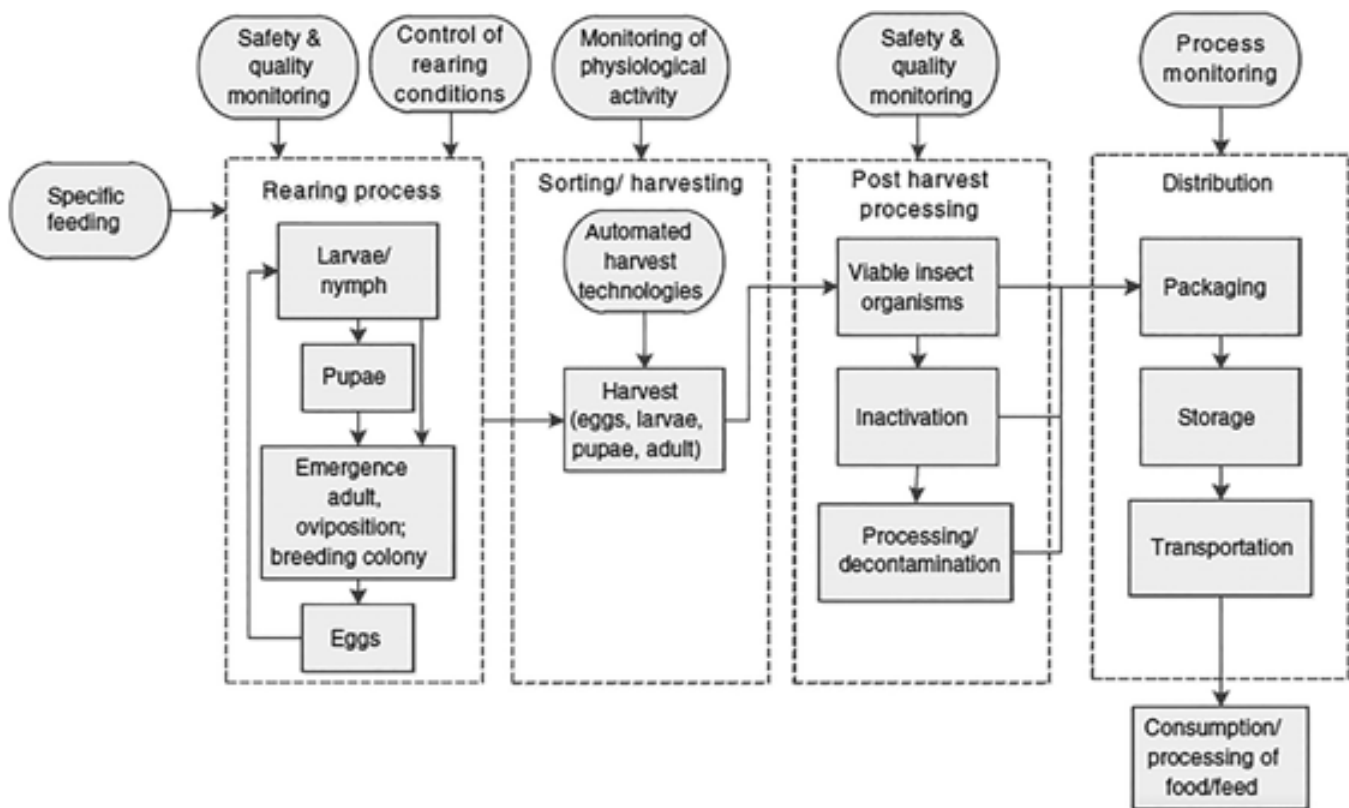 Safety &
quality
monitoring
Control of
rearing
conditions
Monitoring of
physiological
activity
Safety &
quality
monitoring
Process
monitoring
Specific
feeding
Rearing process
Larvae/
nymph
Pupae
Emergence
adult,
oviposition;
breeding colony
Eggs
Sorting/ harvesting
Automated
harvest
technologies
Harvest
(eggs, larvae,
pupae, adult)
Post harvest
processing
Viable insect
organisms
Inactivation
Processing/
decontamination
Distribution
Packaging
Storage
Transportation
Consumption/
processing of
food/feed